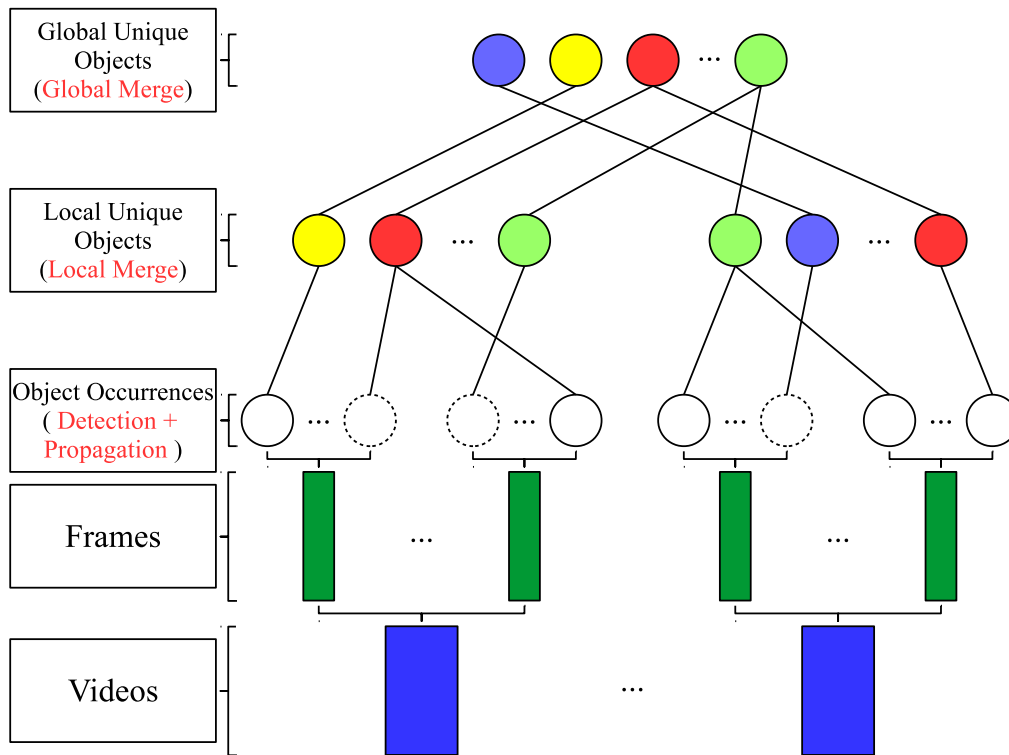 Global Unique
Objects
(Global Merge)
...
Local Unique
Objects
(Local Merge)
...
...
Object Occurrences
( Detection +
Propagation )
...
...
...
...
Frames
...
...
Videos
...